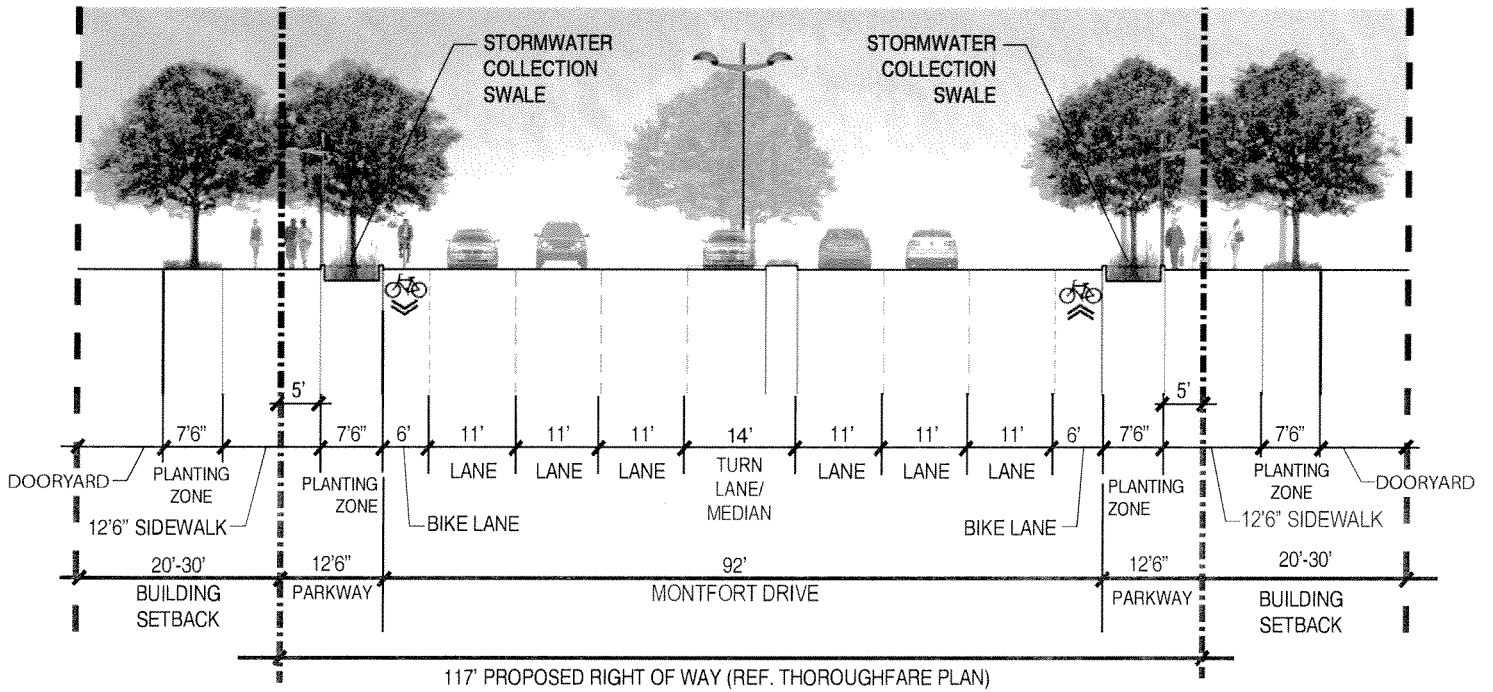 STORMWATER
COLLECTION
SWALE
STORMWATER
COLLECTION
SWALE
5'
5'
7'6"
7'6"
6'
11'
11'
11'
14'
11'
11'
11'
6'
7'6"
7'6"
DOORYARD
PLANTING
ZONE
PLANTING
ZONE
LANE
LANE
LANE
TURN
LANE/
MEDIAN
LANE
LANE
LANE
PLANTING
ZONE
PLANTING
ZONE
DOORYARD
12'6" SIDEWALK
BIKE LANE
BIKE LANE
12'6" SIDEWALK
20'-30'
12'6"
92'
12'6"
20'-30'
BUILDING
SETBACK
PARKWAY
MONTFORT DRIVE
PARKWAY
BUILDING
SETBACK
117' PROPOSED RIGHT OF WAY (REF. THOROUGHFARE PLAN)